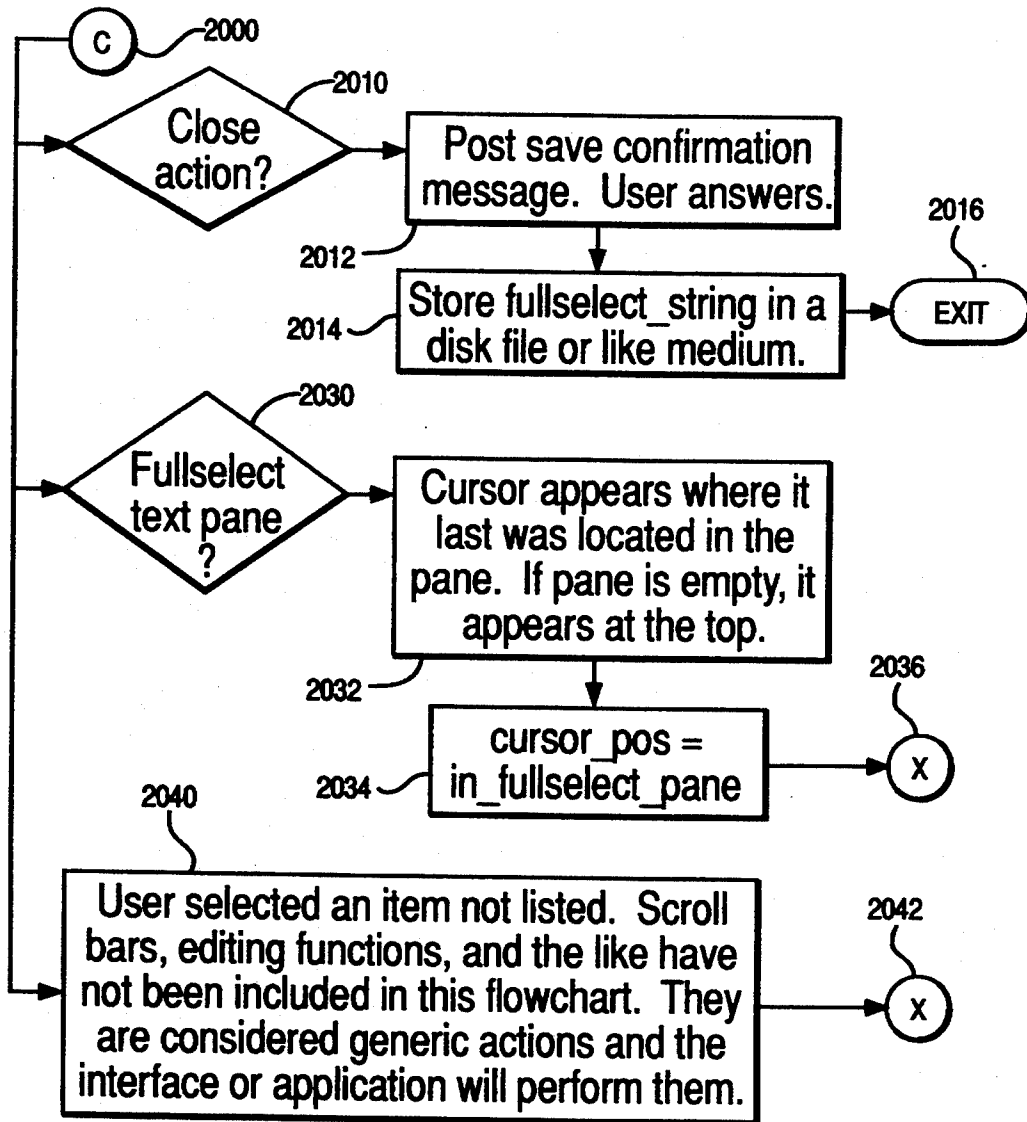 C
2000
2010
Close
action?
Post save confirmation
message. User answers.
2012
2016
Store fullselect_string in a
disk file or like medium.
2014
EXIT
2030
Fullselect
text pane
?
Cursor appears where it
last was located in the
pane. If pane is empty, it
appears at the top.
2032
2036
cursor_pos =
in_fullselect_pane
2034
X
2040
User selected an item not listed. Scroll
bars, editing functions, and the like have
not been included in this flowchart. They
are considered generic actions and the
interface or application will perform them.
2042
X